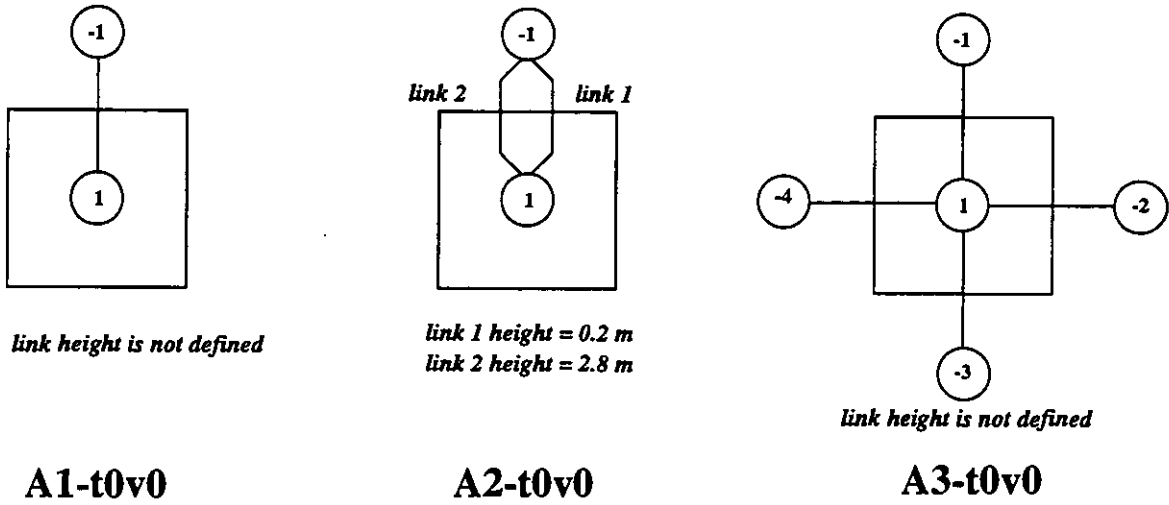 -1
1
link height is not defined
A1-t0v0
-1
link 2
link 1
1
link 1 height = 0.2 m
link 2 height = 2.8 m
A2-t0v0
-1
-4
1
-2
-3
link height is not defined
A3-t0v0